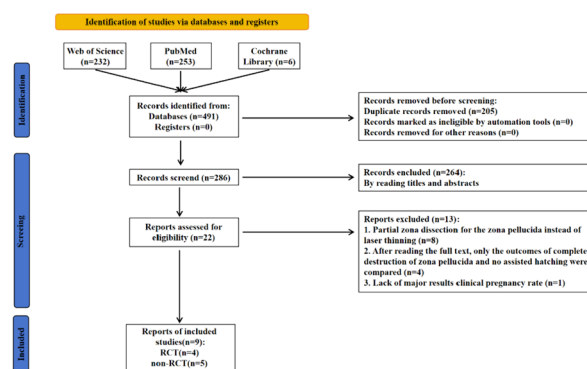 Identification of studies via databases and registers
Web of Science
(n=232)
PubMed
(n=253)
Cochrane
Library (n=6)
Identification
Records identified from:
Databases (n=491)
Registers (n=0)
Records removed before screening:
Duplicate records removed (n=205)
Records marked as ineligible by automation tools (n=0)
Records removed for other reasons (n=0)
Screeing
Records screend (n=286)
Records encluded (n=264):
By reading titles and abstracts
Reports assessed for
eligibility (n=22)
Reports excluded (n=13):
1. Partial zona dissection for the zona pellucida instead of
laser thinning (n=8)
2. After reading the full text, only the outcomes of complete
destruction of zona pellucida and no assisted hatching were
compared (n=4)
3. Lack of major results clinical pregnancy rate (n=1)
Included
Reports of included
studies(n=9):
RCT(n=4)
non-RCT(n=5)